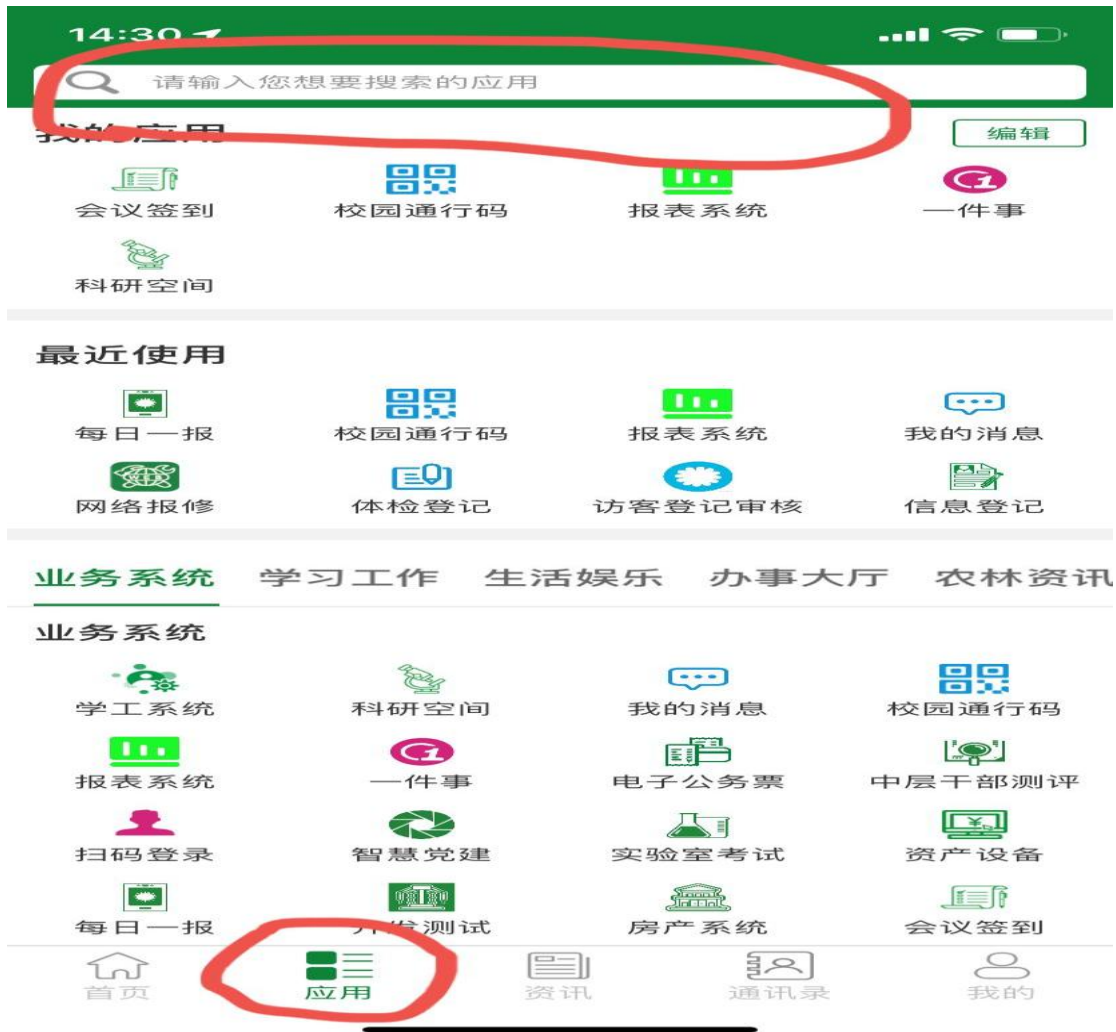 14:30
请输入您想要搜索的应用
我的应用 编辑
会议签到 校园通行码 报表系统 一件事
科研空间
最近使用
每日一报 校园通行码 报表系统 我的消息
网络报修 体检登记 访客登记审核 信息登记
业务系统 学习工作 生活娱乐 办事大厅 农林资讯
业务系统
学工系统 科研空间 我的消息 校园通行码
报表系统 一件事 电子公务票 中层干部测评
扫码登录 智慧党建 实验室考试 资产设备
每日一报 开发测试 房产系统 会议签到
首页 应用 资讯 通讯录 我的